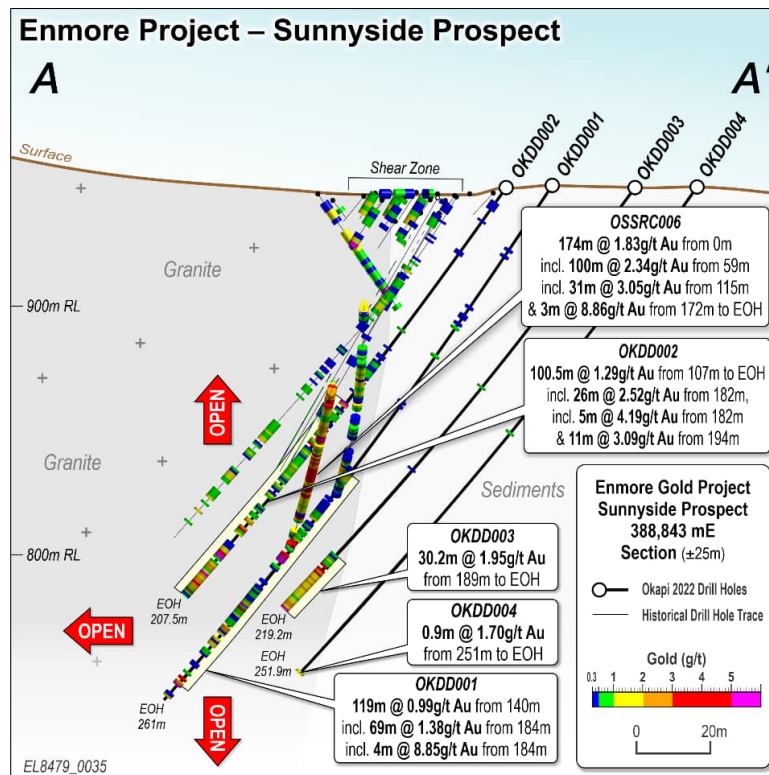 Enmore Project – Sunnyside Prospect
A
A'
OKDD002
OKDD001
OKDD003
OKDD004
Surface
Shear Zone
Granite
900m RL
OSSRC006
174m @ 1.83g/t Au from 0m
incl. 100m @ 2.34g/t Au from 59m
incl. 31m @ 3.05g/t Au from 115m
& 3m @ 8.86g/t Au from 172m to EOH
OKDD002
100.5m @ 1.29g/t Au from 107m to EOH
incl. 26m @ 2.52g/t Au from 182m,
incl. 5m @ 4.19g/t Au from 182m
& 11m @ 3.09g/t Au from 194m
OPEN
Granite
Sediments
800m RL
OKDD003
30.2m @ 1.95g/t Au
from 189m to EOH
EOH
207.5m
EOH
219.2m
OPEN
OKDD004
0.9m @ 1.70g/t Au
from 251m to EOH
EOH
251.9m
EOH
261m
OKDD001
119m @ 0.99g/t Au from 140m
incl. 69m @ 1.38g/t Au from 184m
incl. 4m @ 8.85g/t Au from 184m
OPEN
Enmore Gold Project
Sunnyside Prospect
388,843 mE
Section (±25m)
Okapi 2022 Drill Holes
Historical Drill Hole Trace
Gold (g/t)
0.3 1 2 3 4 5
0 20m
EL8479_0035